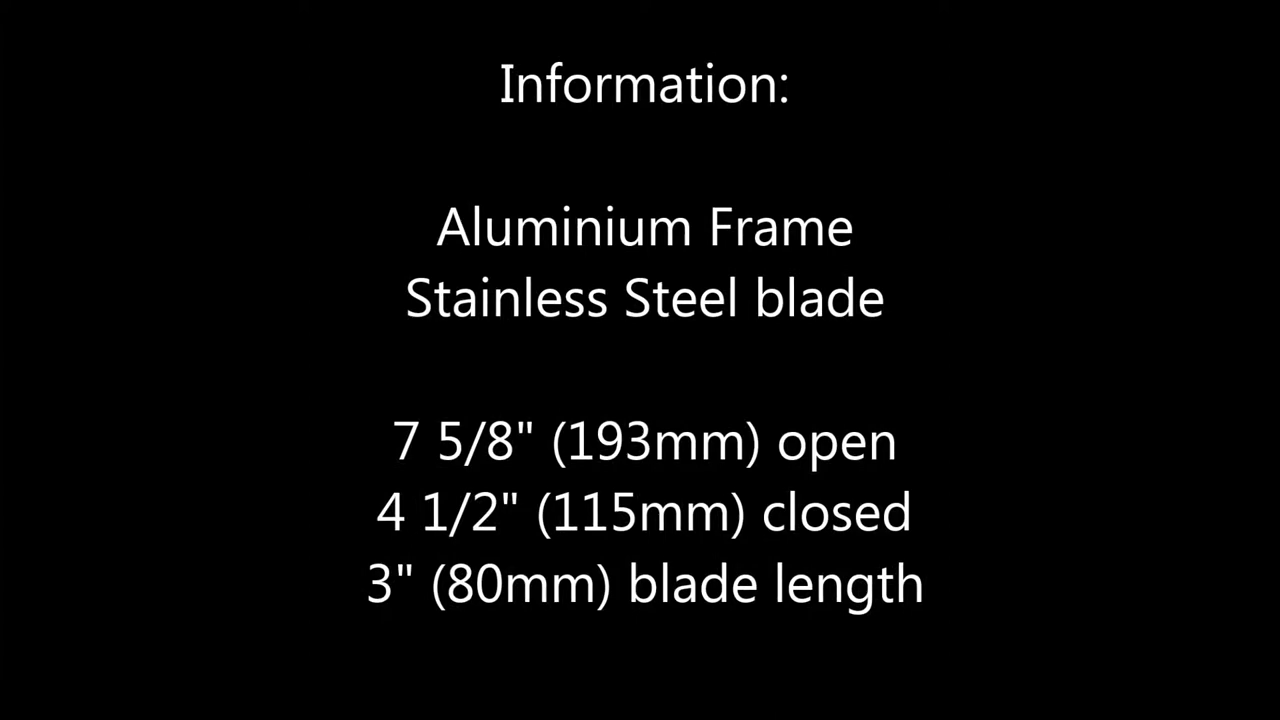 Information:
Aluminium Frame
Stainless Steel blade
7 5/8" (193mm) open
4 1/2" (115mm) closed
3" (80mm) blade length